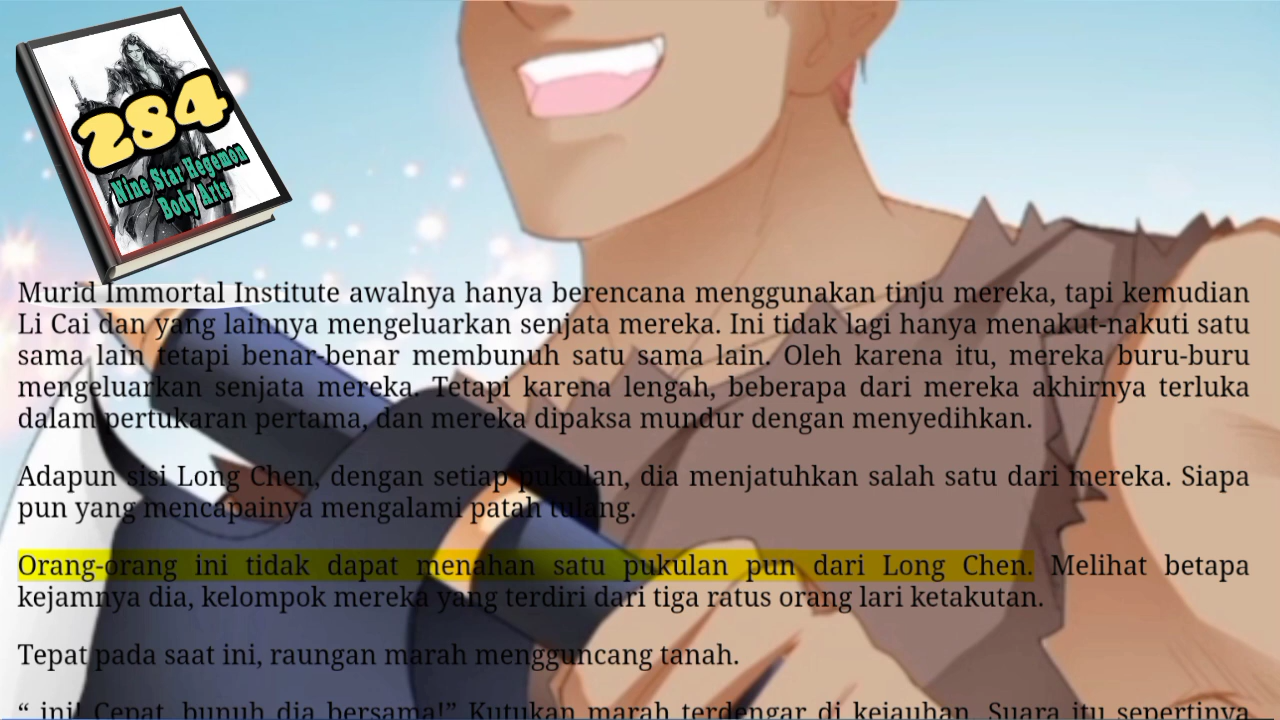 284
Nine Star Hegemon
Body Arts
Murid Immortal Institute awalnya hanya berencana menggunakan tinju mereka, tapi kemudian
Li Cai dan yang lainnya mengeluarkan senjata mereka. Ini tidak lagi hanya menakut-nakuti satu
sama lain tetapi benar-benar membunuh satu sama lain. Oleh karena itu, mereka buru-buru
mengeluarkan senjata mereka. Tetapi karena lengah, beberapa dari mereka akhirnya terluka
dalam pertukaran pertama, dan mereka dipaksa mundur dengan menyedihkan.
Adapun sisi Long Chen, dengan setiap pukulan, dia menjatuhkan salah satu dari mereka. Siapa
pun yang mencapainya mengalami patah tulang.
Orang-orang ini tidak dapat menahan satu pukulan pun dari Long Chen. Melihat betapa
kejamnya dia, kelompok mereka yang terdiri dari tiga ratus orang lari ketakutan.
Tepat pada saat ini, raungan marah mengguncang tanah.
“ ini! Cepat, bunuh dia bersama!” Kutukan marah terdengar di kejauhan. Suara itu sepertinya